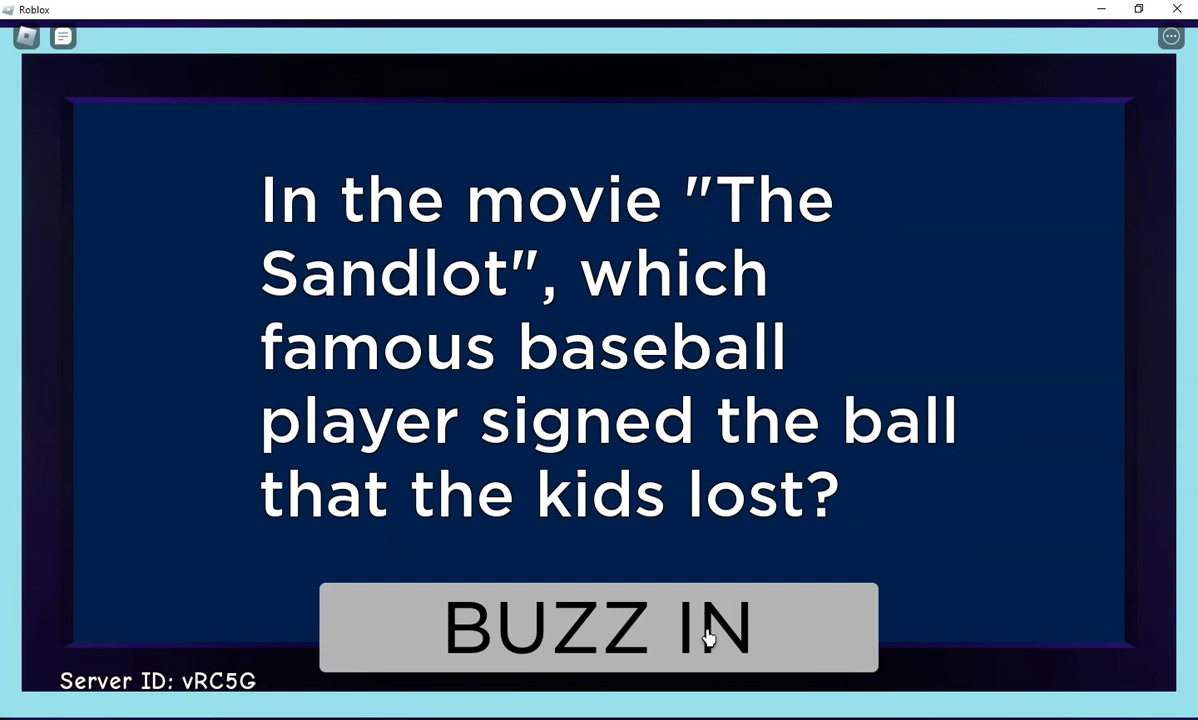 Roblox
In the movie "The
Sandlot", which
famous baseball
player signed the ball
that the kids lost?
BUZZ IN
Server ID: vRC5G